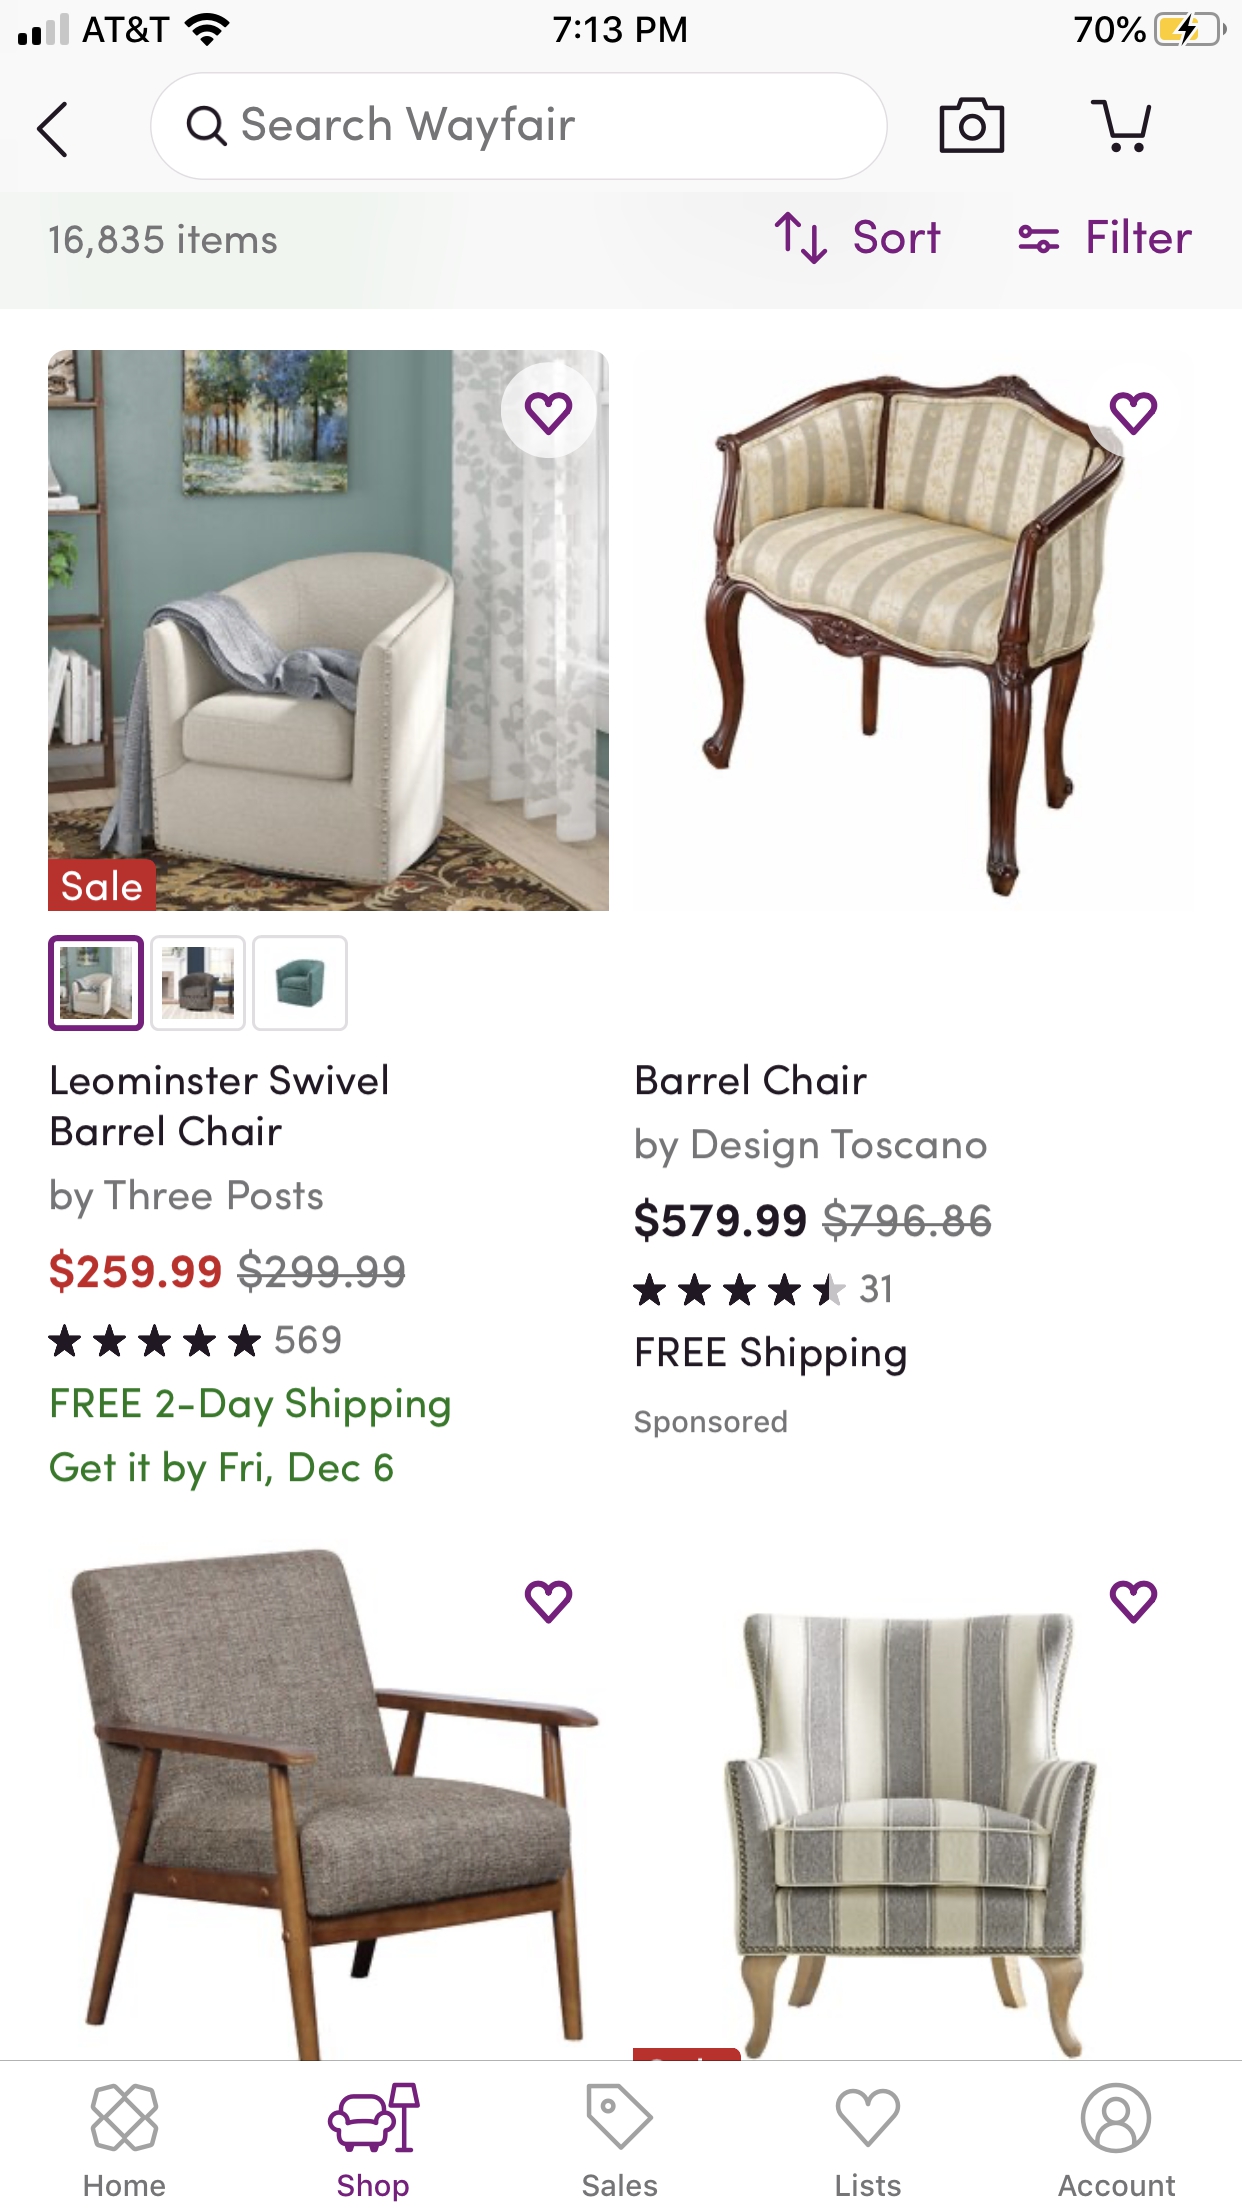 AT&T 7:13 PM 70%
Search Wayfair
16,835 items Sort Filter
Sale
Leominster Swivel
Barrel Chair
by Three Posts
$259.99 $299.99
569
FREE 2-Day Shipping
Get it by Fri, Dec 6
Barrel Chair
by Design Toscano
$579.99 $796.86
31
FREE Shipping
Sponsored
Home Shop Sales Lists Account